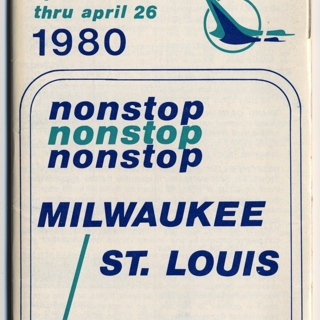 thru april 26
1980
nonstop
nonstop
nonstop
MILWAUKEE
/
ST. LOUIS